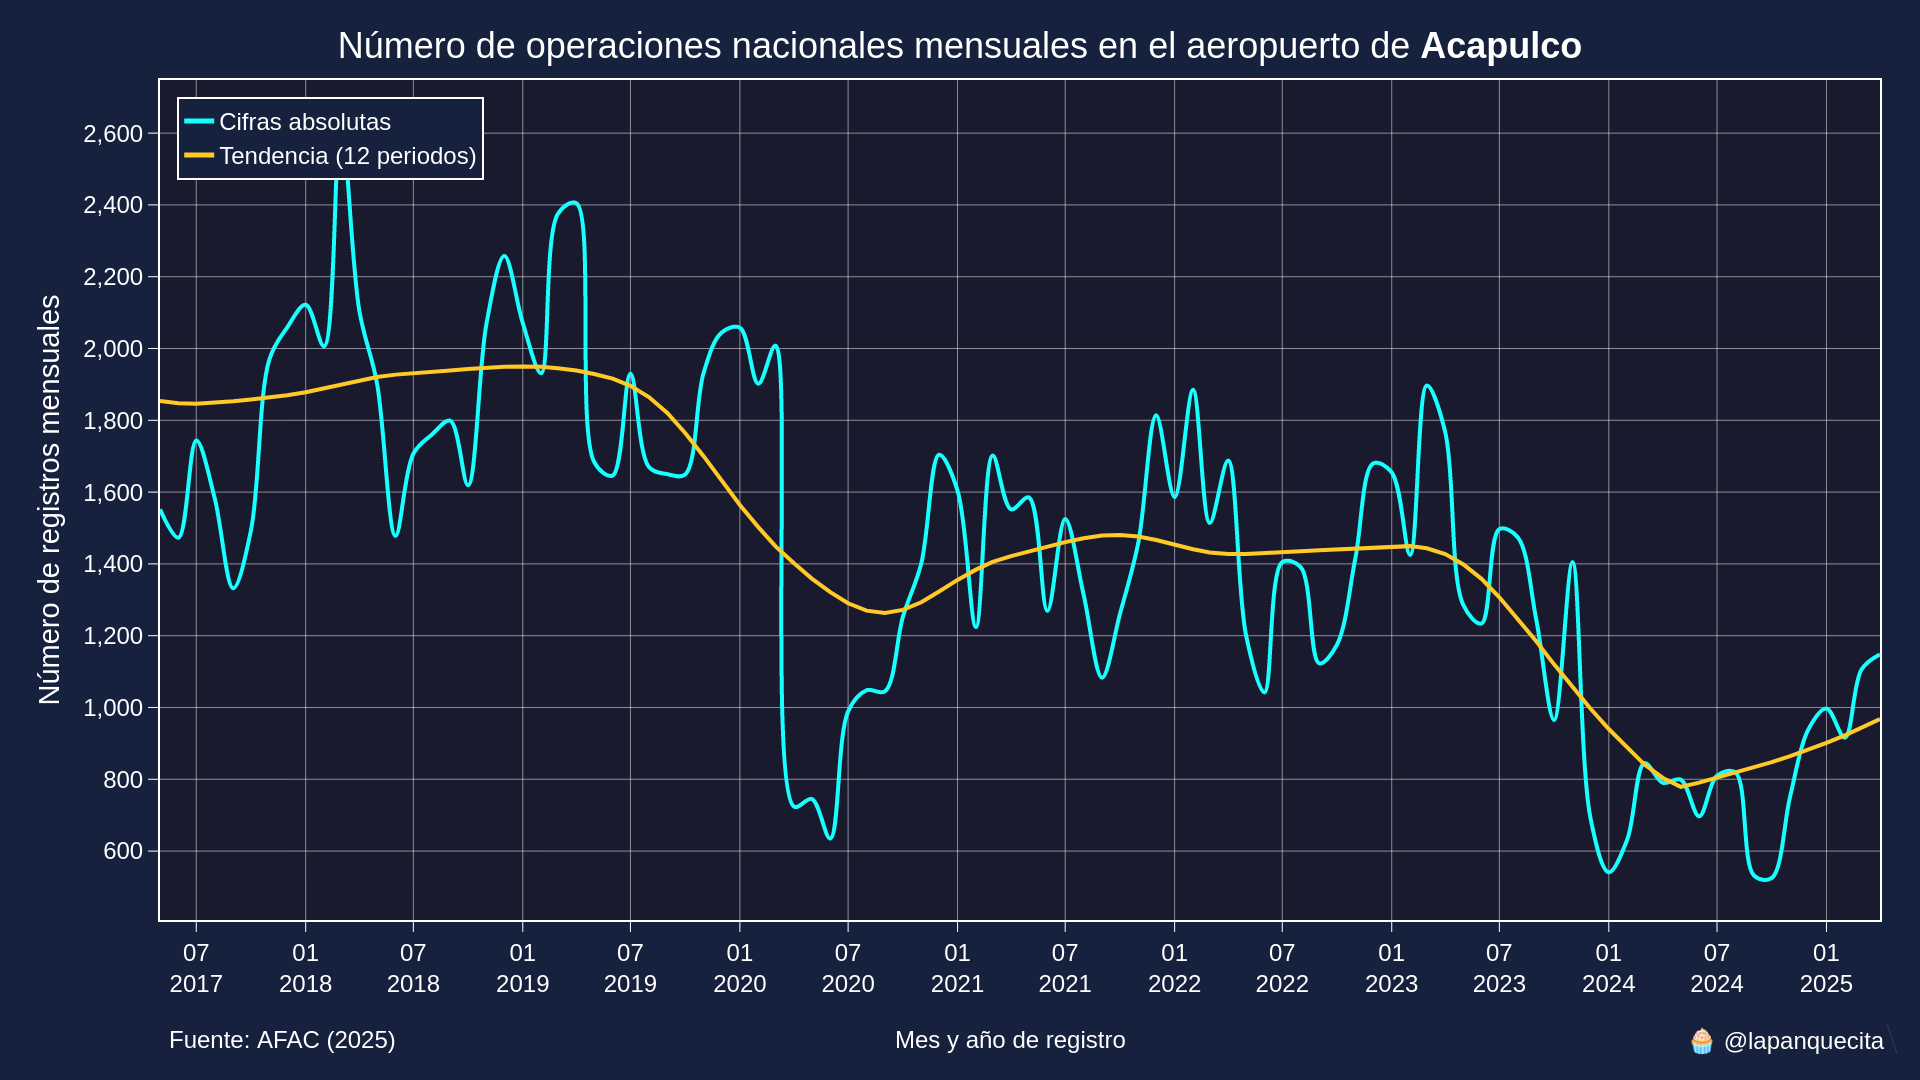 Número de operaciones nacionales mensuales en el aeropuerto de Acapulco
Cifras absolutas
Tendencia (12 periodos)
Número de registros mensuales
2,600
2,400
2,200
2,000
1,800
1,600
1,400
1,200
1,000
800
600
07 01 07 01 07 01 07 01 07 01 07 01 07 01 07 01
2017 2018 2018 2019 2019 2020 2020 2021 2021 2022 2022 2023 2023 2024 2024 2025
Fuente: AFAC (2025)
Mes y año de registro
🧁 @lapanquecita